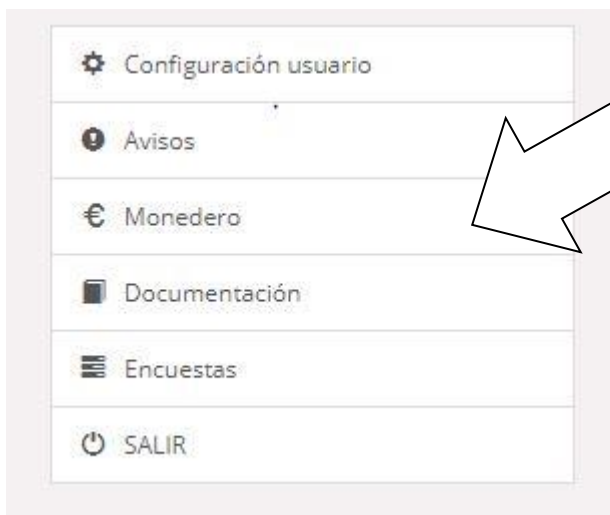 Configuración usuario
Avisos
€ Monedero
Documentación
Encuestas
SALIR